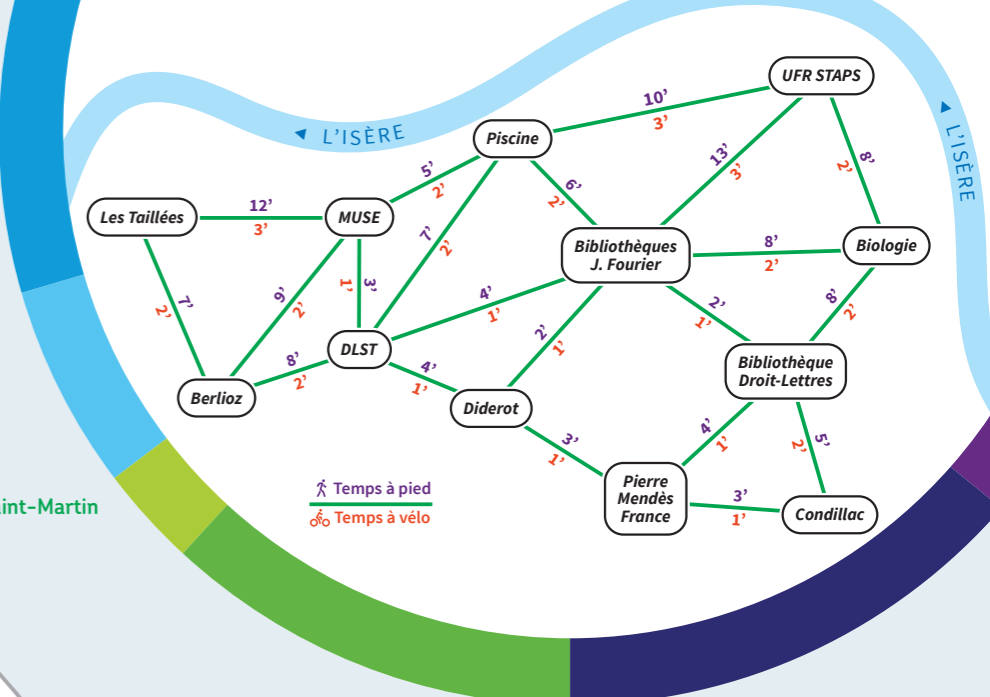 UFR STAPS
10’
3’
◄ L’ISÈRE
Piscine
◄ L’ISÈRE
13’
3’
8’
2’
5’
2’
6’
2’
Les Taillées
12’
3’
MUSE
7’
2’
Bibliothèques
J. Fourier
8’
2’
Biologie
7’
2’
9’
2’
3’
1’
4’
1’
2’
1’
2’
1’
8’
2’
DLST
8’
2’
4’
1’
Berlioz
Diderot
Bibliothèque
Droit-Lettres
3’
1’
4’
1’
5’
2’
Pierre
Mendès
France
3’
1’
Condillac
Temps à pied
Temps à vélo
int-Martin